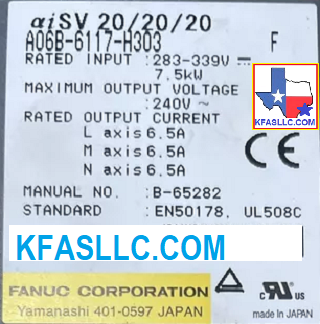 αiSV 20/20/20
A06B-6117-H303 F
RATED INPUT : 283-339V ⎓
7.5kW
MAXIMUM OUTPUT VOLTAGE
: 240V ~
RATED OUTPUT CURRENT
L axis 6.5A
M axis 6.5A
N axis 6.5A
MANUAL NO. : B-65282
STANDARD : EN50178, UL508C
KFASLLC.COM
KFASLLC.COM
CE
FANUC CORPORATION
Yamanashi 401-0597 JAPAN
c RU US
made in JAPAN